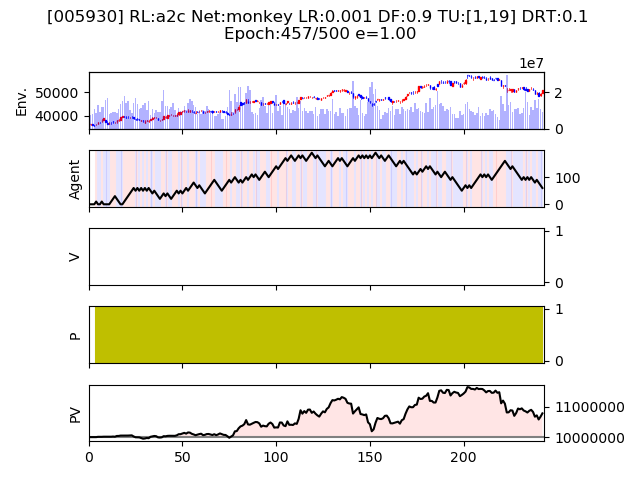 [005930] RL:a2c Net:monkey LR:0.001 DF:0.9 TU:[1,19] DRT:0.1
Epoch:457/500 e=1.00
1e7
Env.
50000
40000
2
0
Agent
100
0
V
1
0
P
1
0
PV
11000000
10000000
0 50 100 150 200